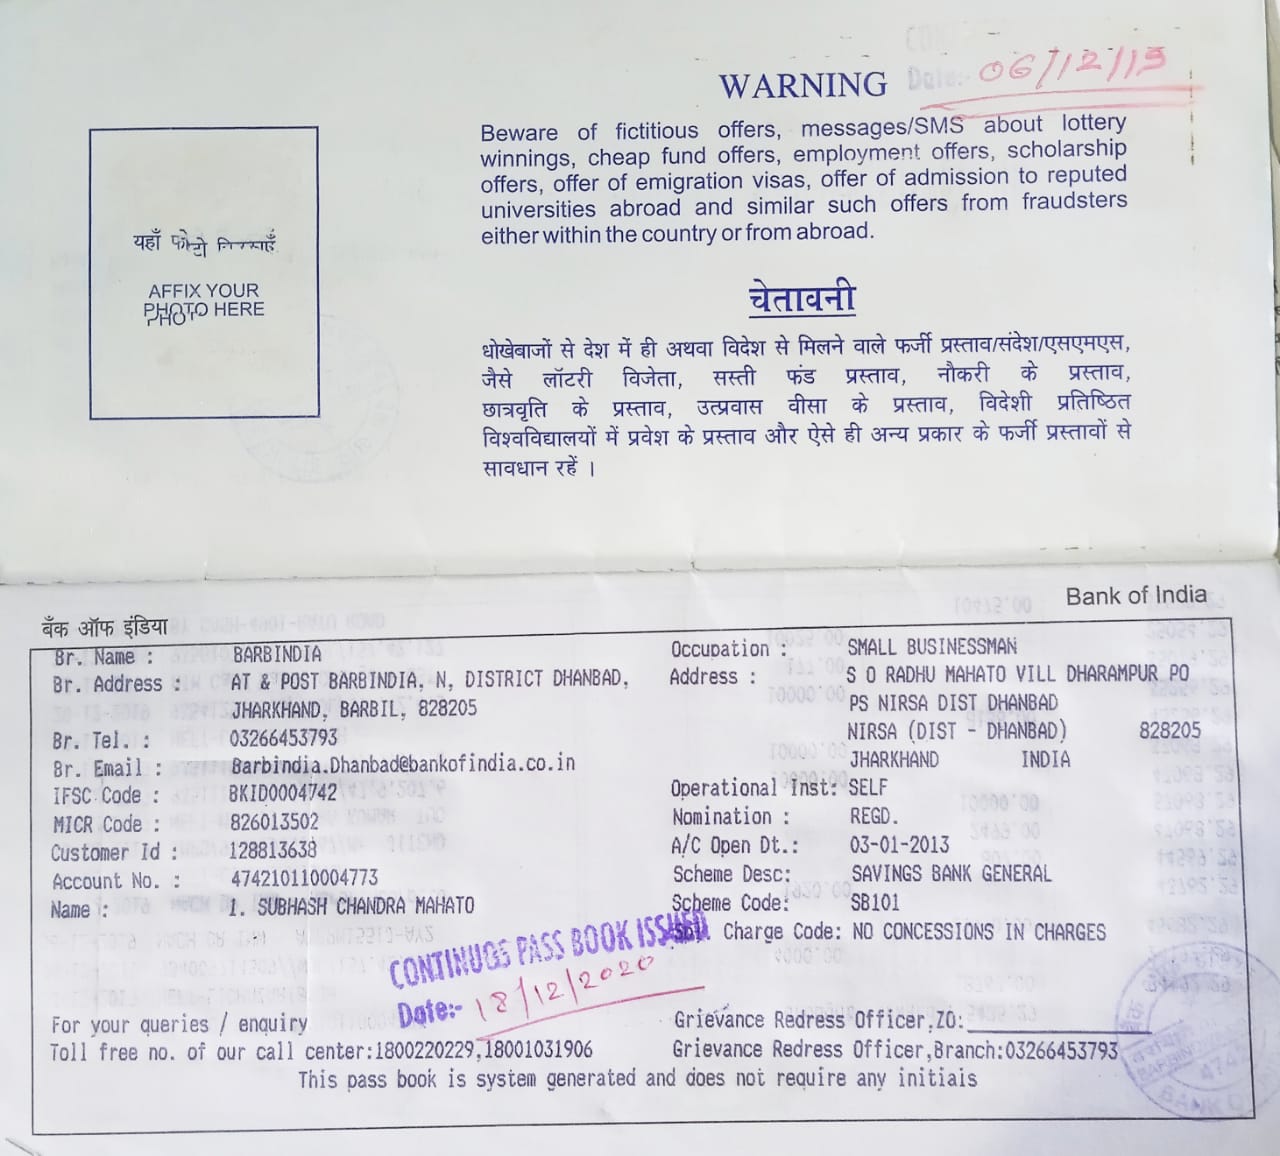 Date:- 06/12/13
WARNING
Beware of fictitious offers, messages/SMS about lottery
winnings, cheap fund offers, employment offers, scholarship
offers, offer of emigration visas, offer of admission to reputed
universities abroad and similar such offers from fraudsters
either within the country or from abroad.
यहाँ फोटो
AFFIX YOUR
PHOTO HERE
PHOTO
चेतावनी
धोखेबाजों से देश में ही अथवा विदेश से मिलने वाले फर्जी प्रस्ताव/संदेश/एसएमएस,
जैसे लॉटरी विजेता, सस्ती फंड प्रस्ताव, नौकरी के प्रस्ताव,
छात्रवृति के प्रस्ताव, उत्प्रवास वीसा के प्रस्ताव, विदेशी प्रतिष्ठित
विश्वविद्यालयों में प्रवेश के प्रस्ताव और ऐसे ही अन्य प्रकार के फर्जी प्रस्तावों से
सावधान रहें ।
बैंक ऑफ इंडिया
Bank of India
Br. Name : BARBINDIA
Br. Address : AT & POST BARBINDIA, N, DISTRICT DHANBAD,
JHARKHAND, BARBIL, 828205
Br. Tel. : 03266453793
Br. Email : Barbindia.Dhanbad@bankofindia.co.in
IFSC Code : BKID0004742
MICR Code : 826013502
Customer Id : 128813638
Account No. : 474210110004773
Name : 1. SUBHASH CHANDRA MAHATO
Occupation : SMALL BUSINESSMAN
Address : S O RADHU MAHATO VILL DHARAMPUR PO
PS NIRSA DIST DHANBAD
NIRSA (DIST - DHANBAD) 828205
JHARKHAND INDIA
Operational Inst: SELF
Nomination : REGD.
A/C Open Dt.: 03-01-2013
Scheme Desc: SAVINGS BANK GENERAL
Scheme Code: SB101
Charge Code: NO CONCESSIONS IN CHARGES
CONTINUOS PASS BOOK ISSUED
Date:- 18/12/2020
For your queries / enquiry
Toll free no. of our call center:1800220229,18001031906
Grievance Redress Officer,ZO:
Grievance Redress Officer,Branch:03266453793
This pass book is system generated and does not require any initiais